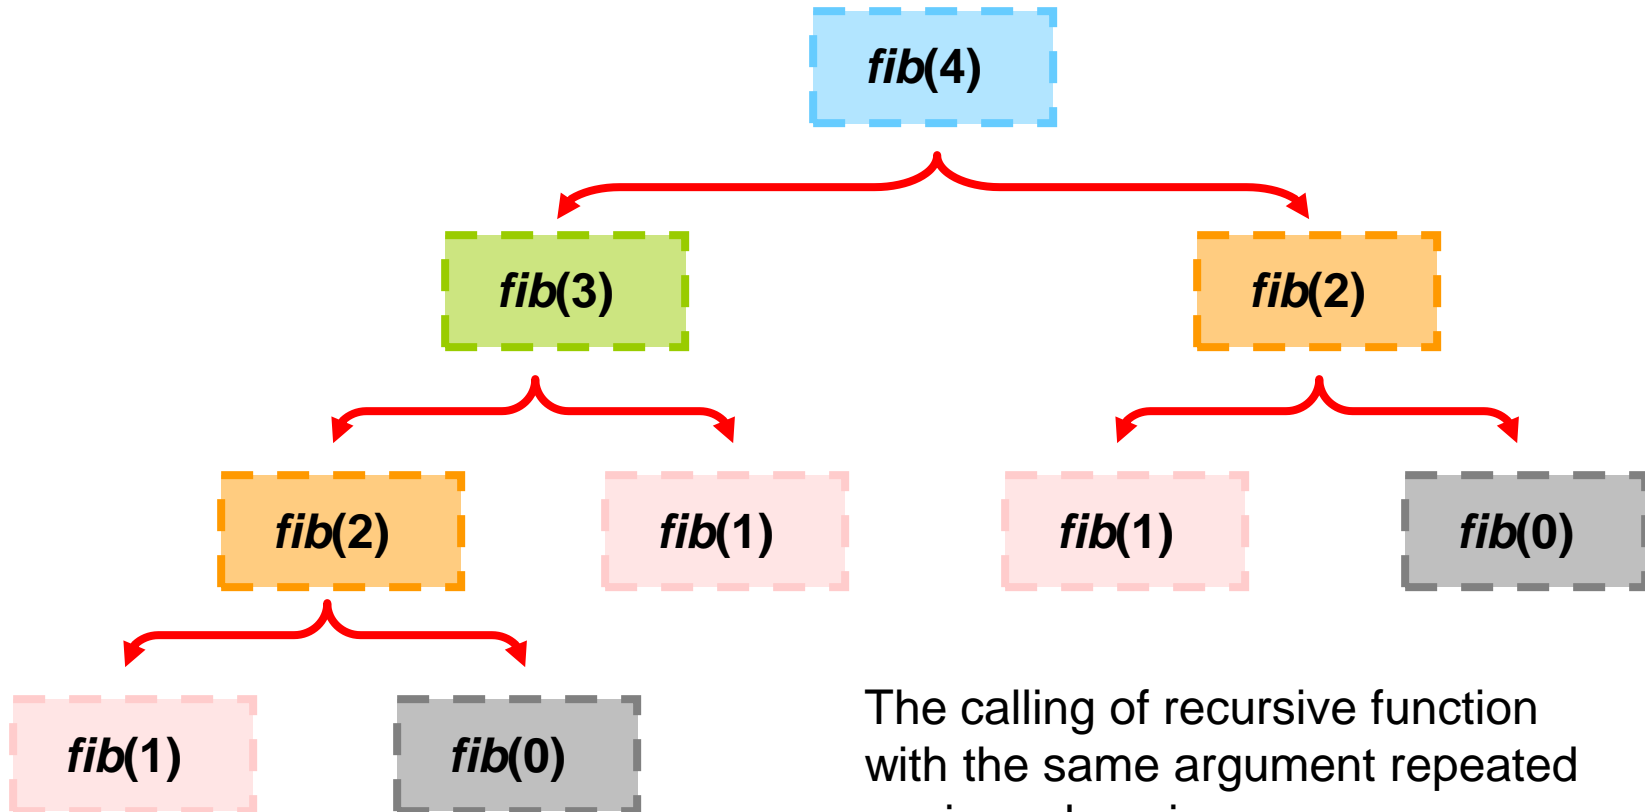 fib(4)
fib(3)
fib(2)
fib(2)
fib(1)
fib(1)
fib(0)
fib(1)
fib(0)
The calling of recursive function
with the same argument repeated